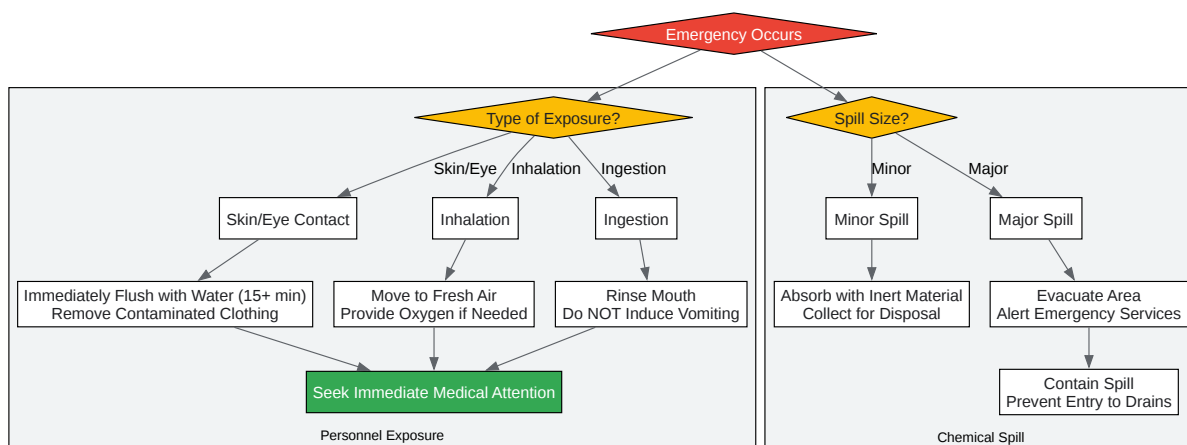 Emergency Occurs
Type of Exposure?
Spill Size?
Skin/Eye
Inhalation
Ingestion
Minor
Major
Skin/Eye Contact
Inhalation
Ingestion
Minor Spill
Major Spill
Immediately Flush with Water (15+ min)
Remove Contaminated Clothing
Move to Fresh Air
Provide Oxygen if Needed
Rinse Mouth
Do NOT Induce Vomiting
Absorb with Inert Material
Collect for Disposal
Evacuate Area
Alert Emergency Services
Seek Immediate Medical Attention
Contain Spill
Prevent Entry to Drains
Personnel Exposure
Chemical Spill